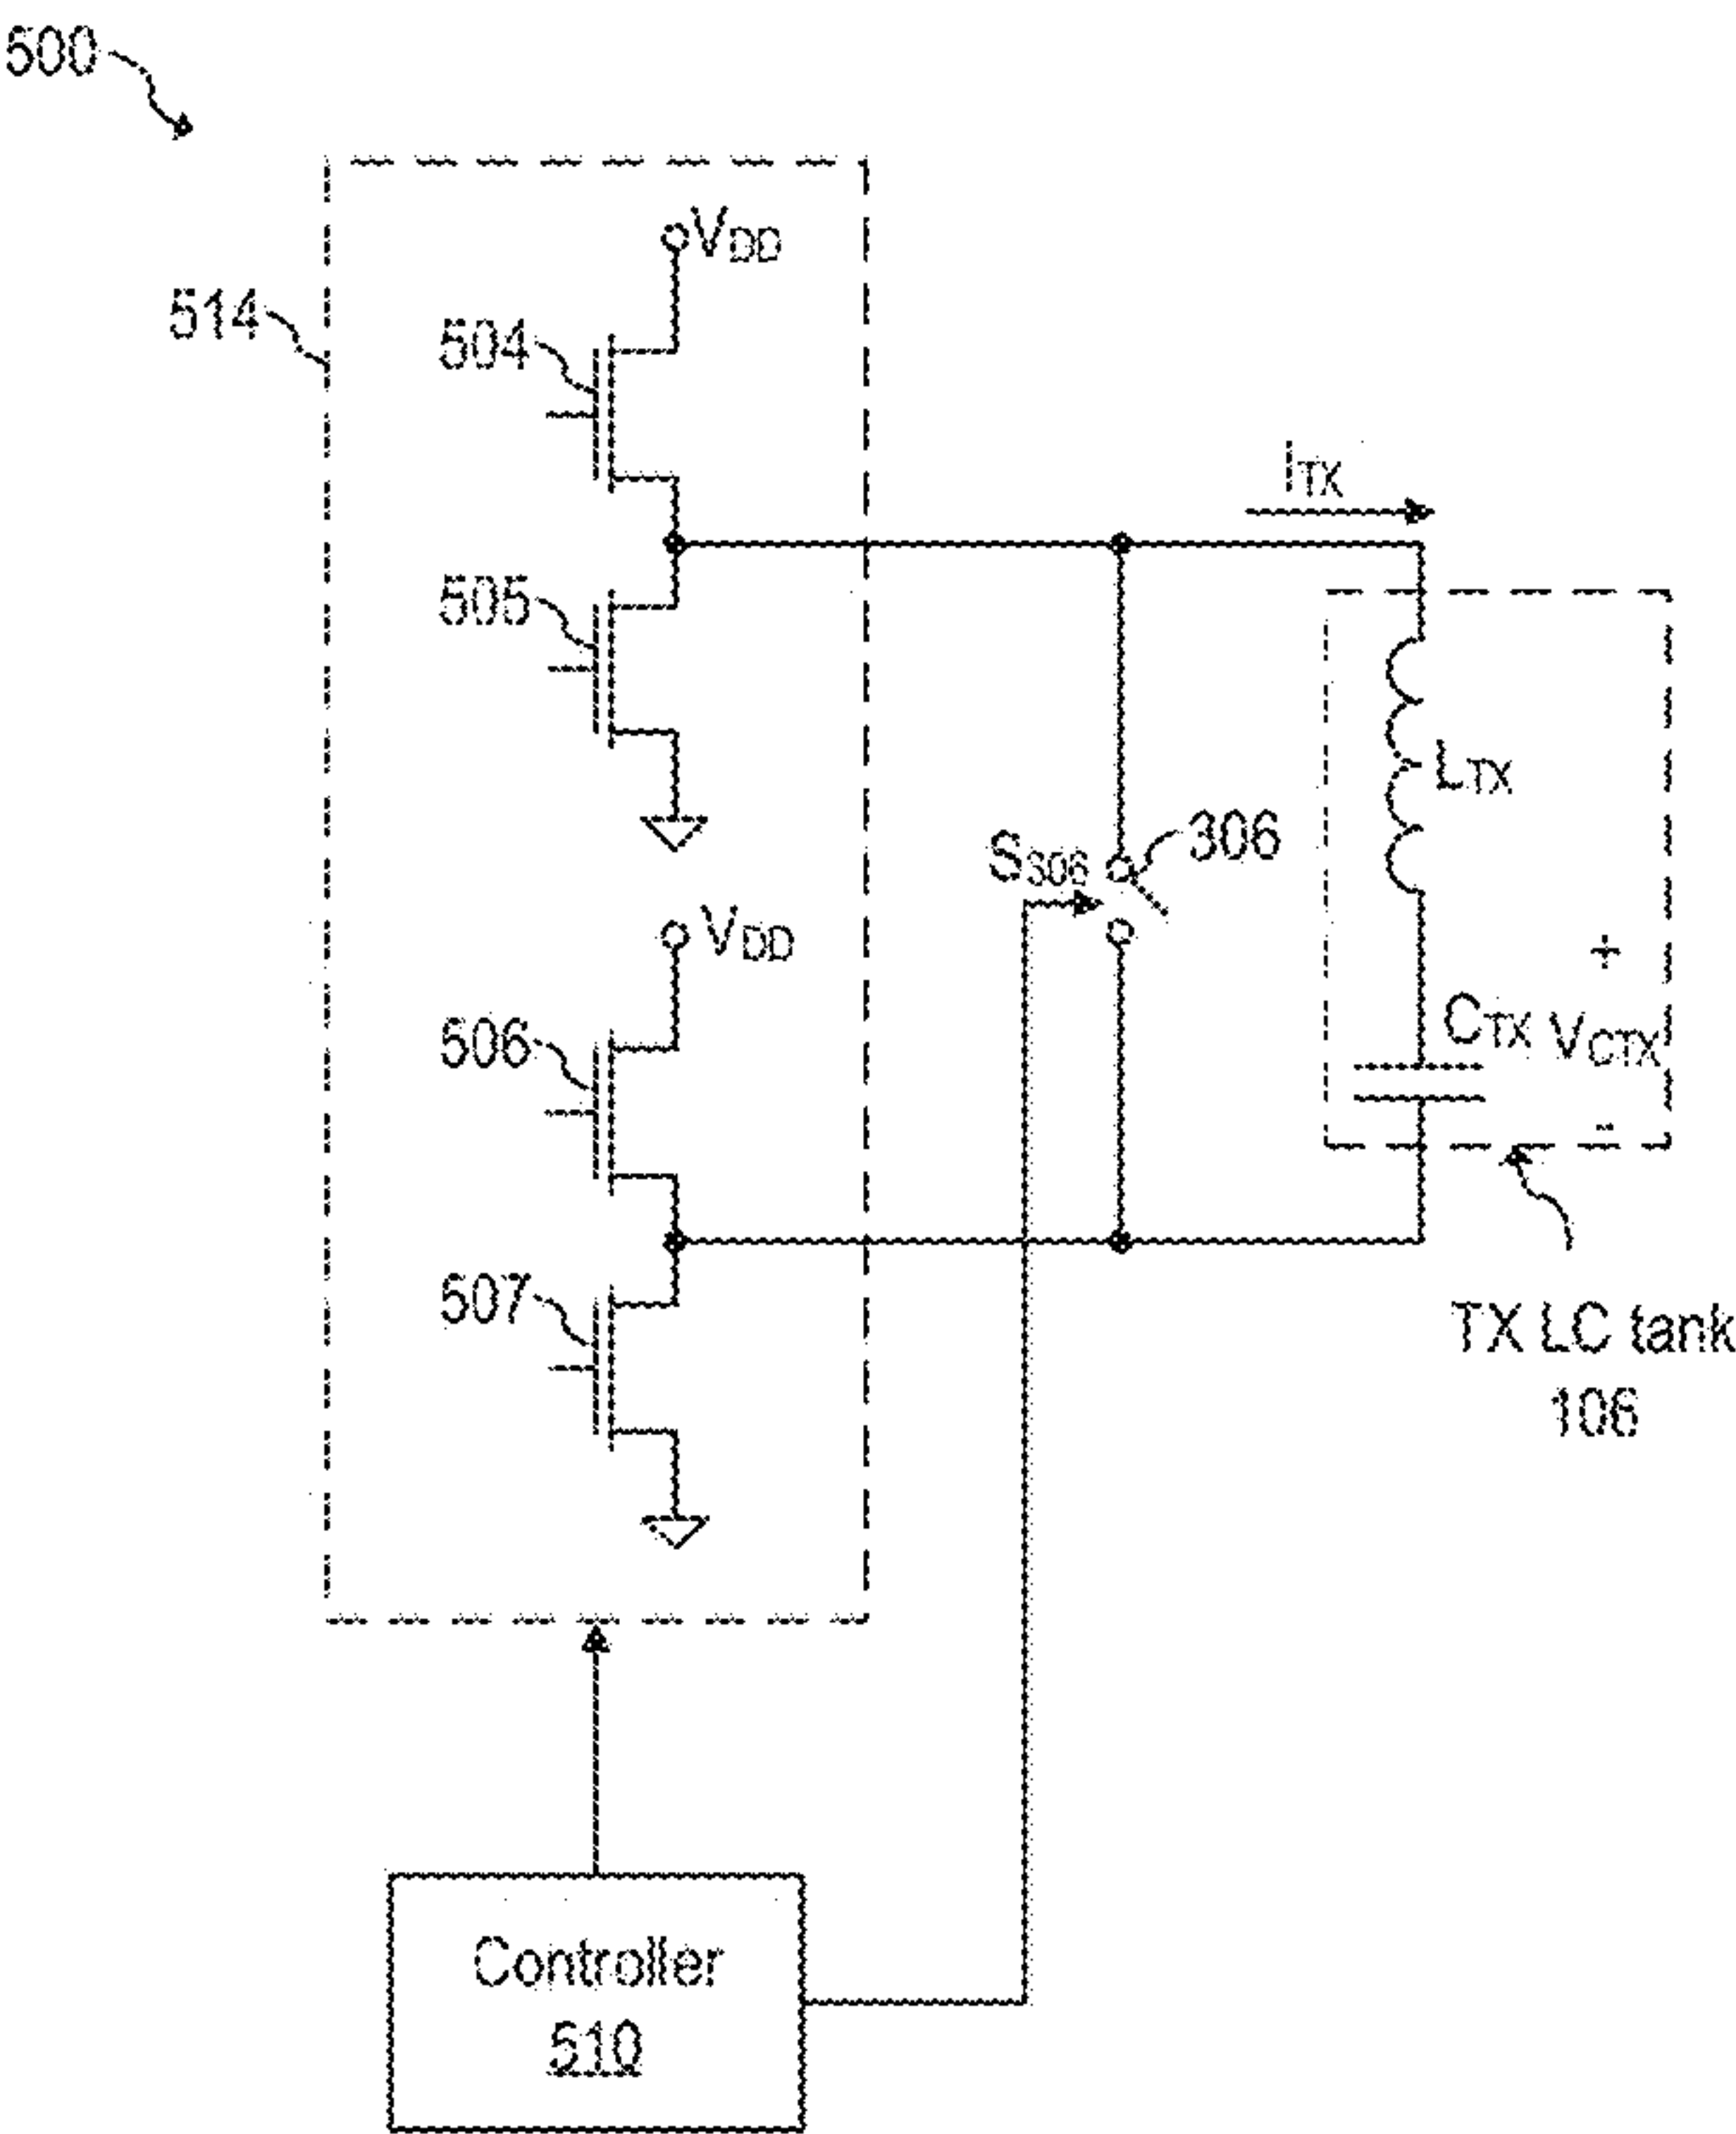 500
VDD
514
504
ITX
505
LTX
306
S306
VDD
+
CTX VCTX
506
-
507
TX LC tank
106
Controller
510